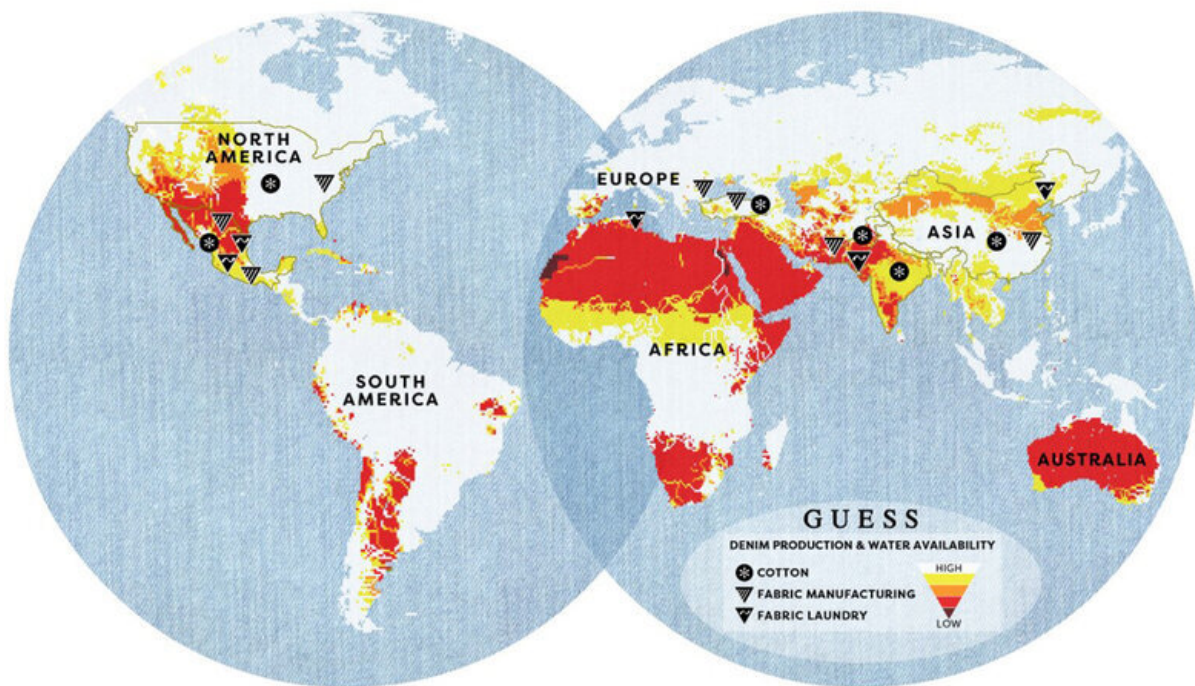 NORTH
AMERICA
EUROPE
ASIA
AFRICA
SOUTH
AMERICA
AUSTRALIA
GUESS
DENIM PRODUCTION & WATER AVAILABILITY
COTTON
FABRIC MANUFACTURING
FABRIC LAUNDRY
HIGH
LOW